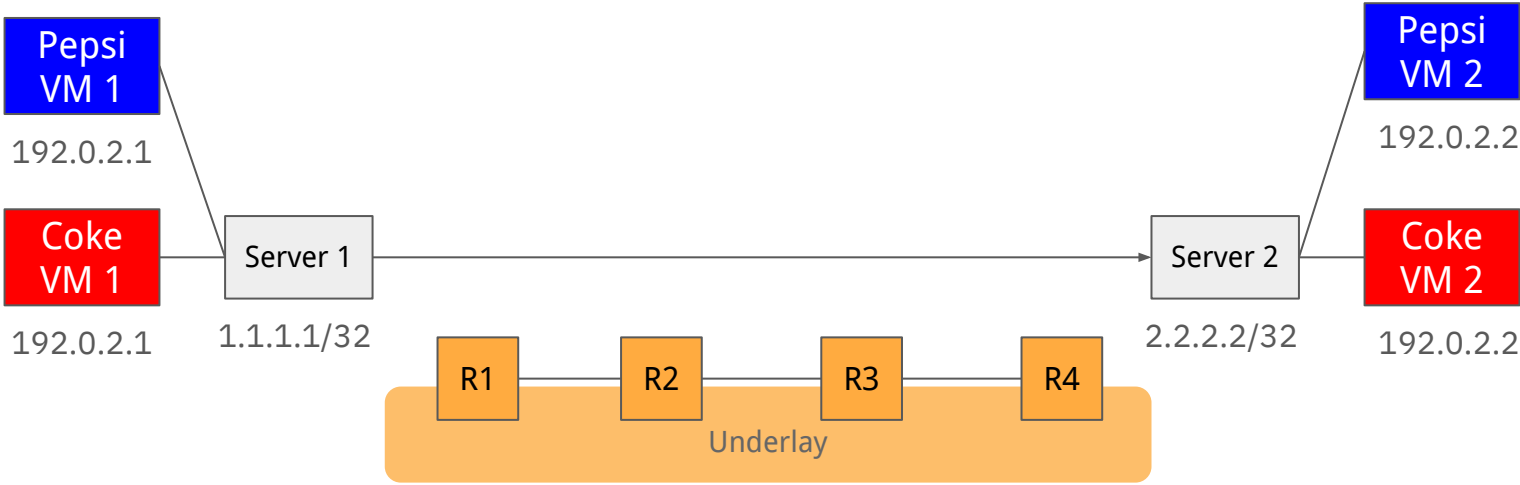 Pepsi
VM 1
192.0.2.1
Coke
VM 1
192.0.2.1
Server 1
1.1.1.1/32
Pepsi
VM 2
192.0.2.2
Server 2
2.2.2.2/32
Coke
VM 2
192.0.2.2
R1
R2
R3
R4
Underlay